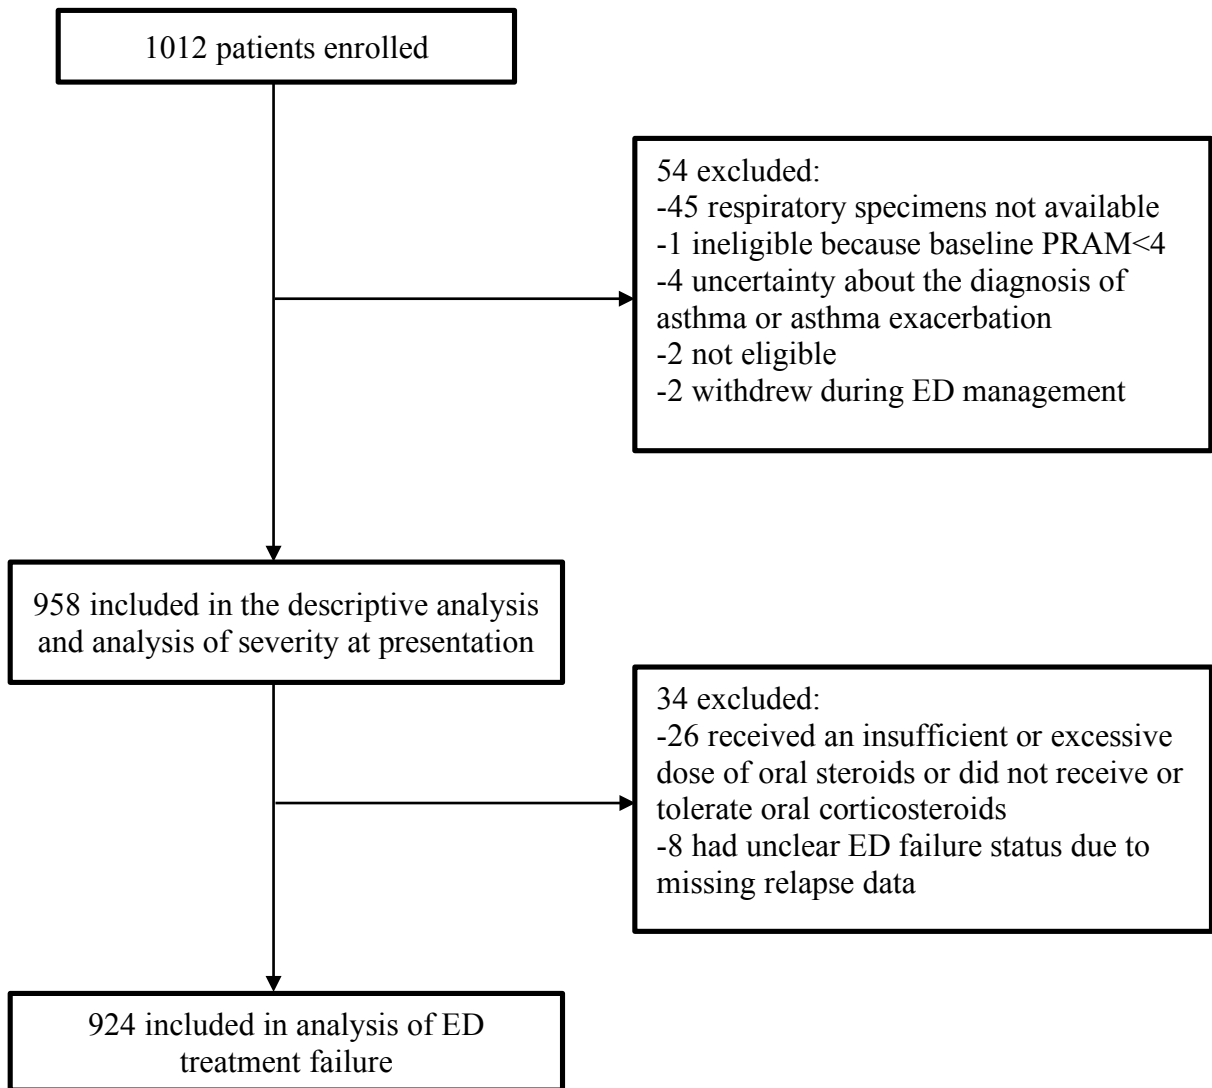 1012 patients enrolled
54 excluded:
-45 respiratory specimens not available
-1 ineligible because baseline PRAM<4
-4 uncertainty about the diagnosis of
asthma or asthma exacerbation
-2 not eligible
-2 withdrew during ED management
958 included in the descriptive analysis
and analysis of severity at presentation
34 excluded:
-26 received an insufficient or excessive
dose of oral steroids or did not receive or
tolerate oral corticosteroids
-8 had unclear ED failure status due to
missing relapse data
924 included in analysis of ED
treatment failure